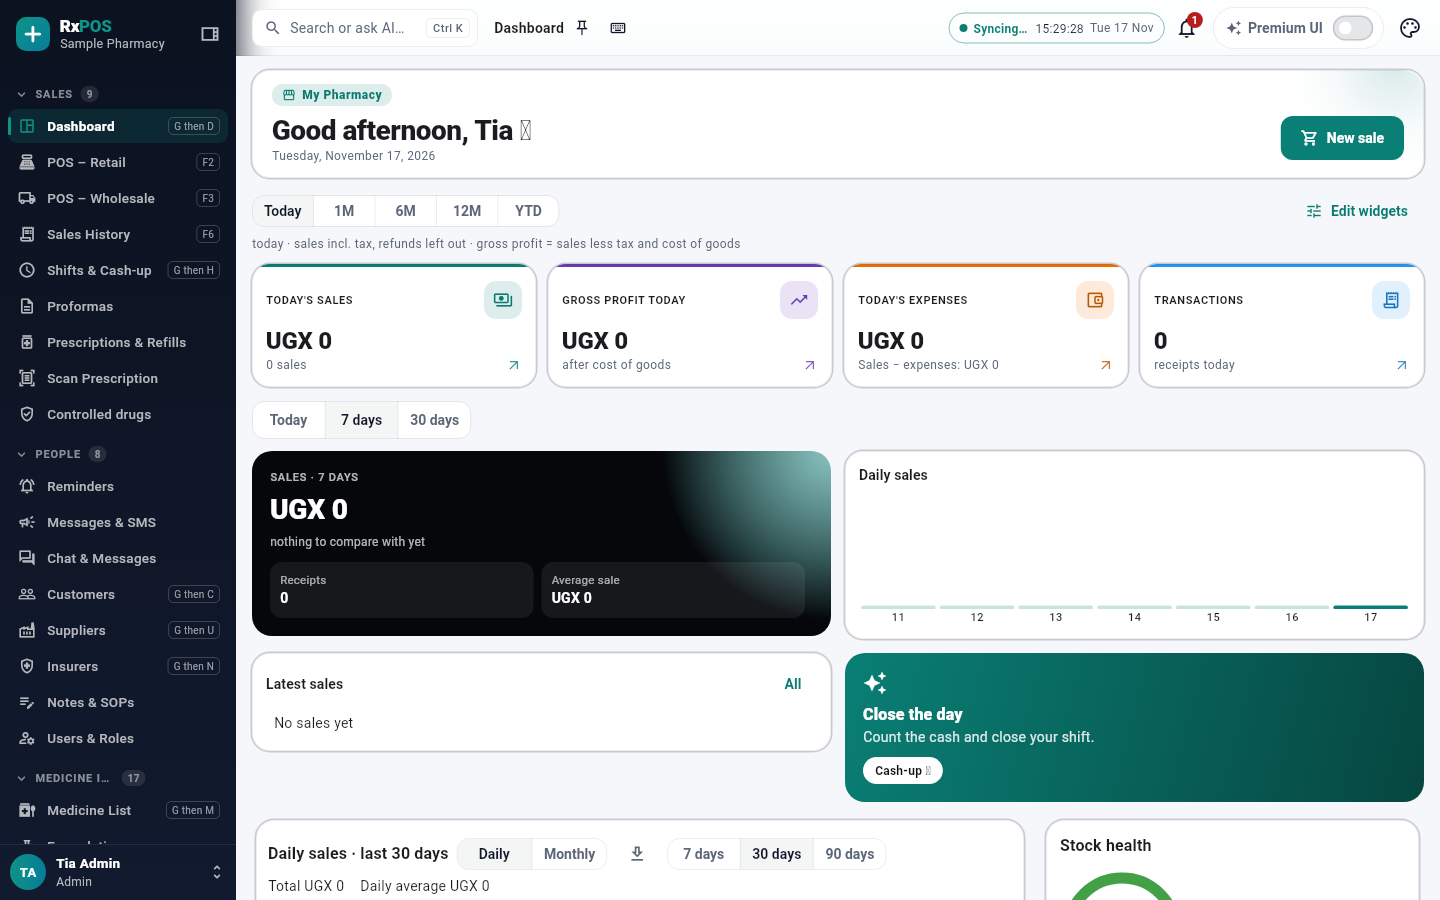 RxPOS
Sample Pharmacy
Search or ask AI...
Ctrl K
Dashboard
Syncing...
15:29:28
Tue 17 Nov
1
Premium UI
SALES 9
Dashboard G then D
POS – Retail F2
POS – Wholesale F3
Sales History F6
Shifts & Cash-up G then H
Proformas
Prescriptions & Refills
Scan Prescription
Controlled drugs
PEOPLE 8
Reminders
Messages & SMS
Chat & Messages
Customers G then C
Suppliers G then U
Insurers G then N
Notes & SOPs
Users & Roles
MEDICINE I... 17
Medicine List G then M
TA
Tia Admin
Admin
My Pharmacy
Good afternoon, Tia
Tuesday, November 17, 2026
New sale
Today 1M 6M 12M YTD
Edit widgets
today · sales incl. tax, refunds left out · gross profit = sales less tax and cost of goods
TODAY'S SALES
UGX 0
0 sales
GROSS PROFIT TODAY
UGX 0
after cost of goods
TODAY'S EXPENSES
UGX 0
Sales − expenses: UGX 0
TRANSACTIONS
0
receipts today
Today 7 days 30 days
SALES · 7 DAYS
UGX 0
nothing to compare with yet
Receipts
0
Average sale
UGX 0
Daily sales
11 12 13 14 15 16 17
Latest sales
All
No sales yet
Close the day
Count the cash and close your shift.
Cash-up
Daily sales · last 30 days
Daily Monthly
7 days 30 days 90 days
Total UGX 0 Daily average UGX 0
Stock health